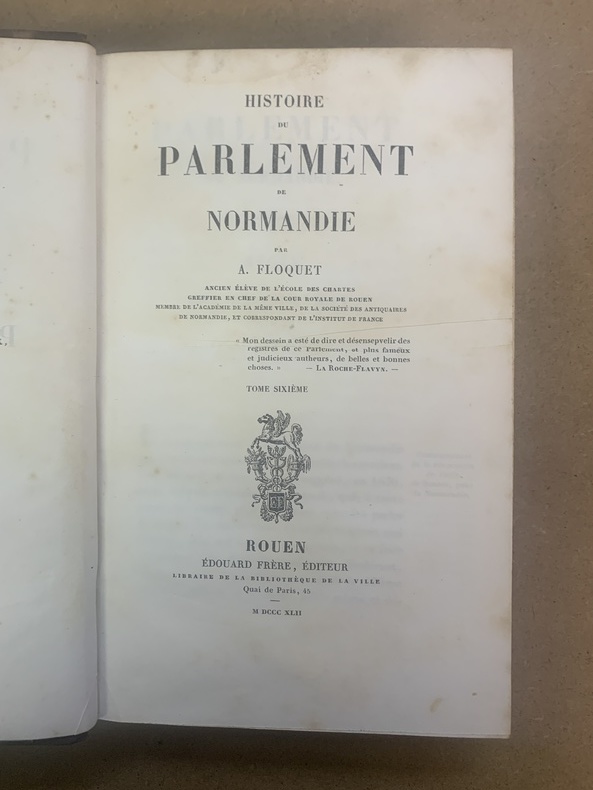 HISTOIRE
DU
PARLEMENT
DE
NORMANDIE
PAR
A. FLOQUET
ANCIEN ÉLÈVE DE L'ÉCOLE DES CHARTES
GREFFIER EN CHEF DE LA COUR ROYALE DE ROUEN
MEMBRE DE L'ACADÉMIE DE LA MÊME VILLE, DE LA SOCIÉTÉ DES ANTIQUAIRES
DE NORMANDIE, ET CORRESPONDANT DE L'INSTITUT DE FRANCE
« Mon dessein a esté de dire et désensepvelir des
registres de ce Parlement, et plus fameux
et judicieux autheurs, de belles et bonnes
choses. » — LA ROCHE-FLAVYN. —
TOME SIXIÈME
EF
ROUEN
ÉDOUARD FRÈRE, ÉDITEUR
LIBRAIRE DE LA BIBLIOTHÈQUE DE LA VILLE
Quai de Paris, 45
M DCCC XLII